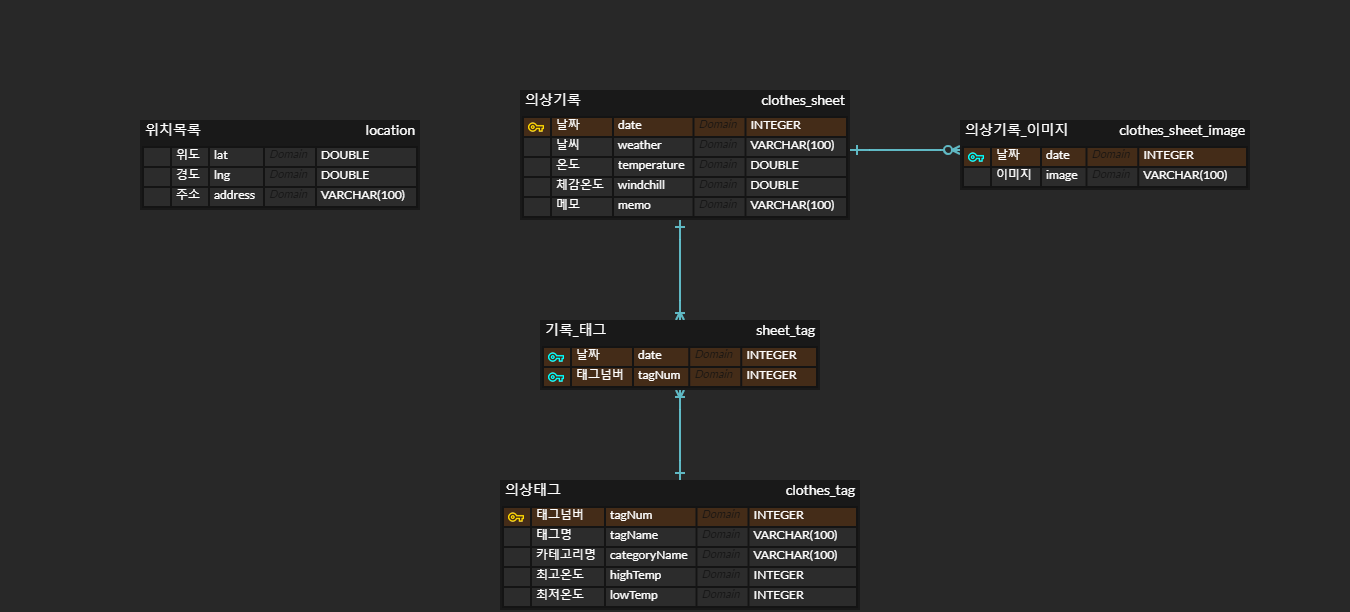 위치목록 location
위도 lat Domain DOUBLE
경도 lng Domain DOUBLE
주소 address Domain VARCHAR(100)
의상기록 clothes_sheet
날짜 date Domain INTEGER
날씨 weather Domain VARCHAR(100)
온도 temperature Domain DOUBLE
체감온도 windchill Domain DOUBLE
메모 memo Domain VARCHAR(100)
의상기록_이미지 clothes_sheet_image
날짜 date Domain INTEGER
이미지 image Domain VARCHAR(100)
기록_태그 sheet_tag
날짜 date Domain INTEGER
태그넘버 tagNum Domain INTEGER
의상태그 clothes_tag
태그넘버 tagNum Domain INTEGER
태그명 tagName Domain VARCHAR(100)
카테고리명 categoryName Domain VARCHAR(100)
최고온도 highTemp Domain INTEGER
최저온도 lowTemp Domain INTEGER